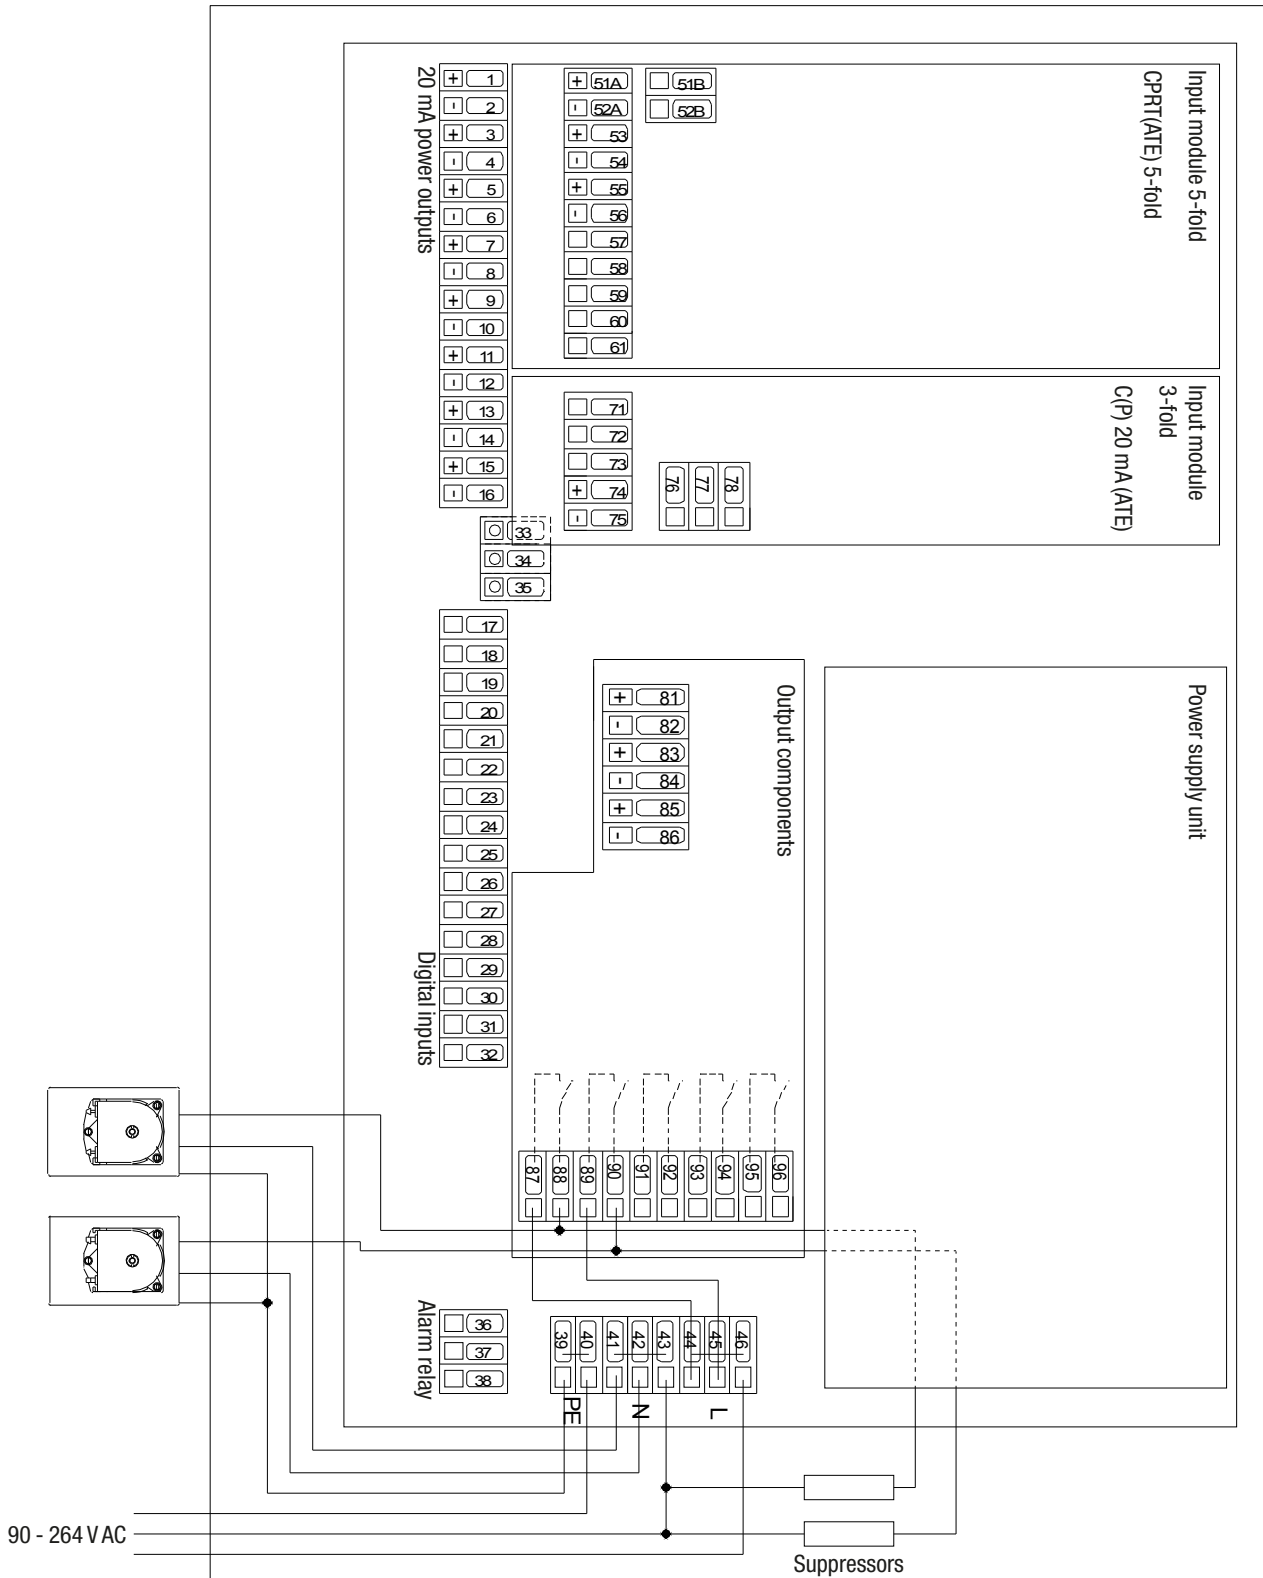 20 mA power outputs
+ 1
- 2
+ 3
- 4
+ 5
- 6
+ 7
- 8
+ 9
- 10
+ 11
- 12
+ 13
- 14
+ 15
- 16
+ 51A
- 52A
+ 53
- 54
+ 55
- 56
57
58
59
60
61
51B
52B
Input module 5-fold
CPRT(ATE) 5-fold
71
72
73
+ 74
- 75
76 77 78
Input module
3-fold
C(P) 20 mA (ATE)
33
34
35
17
18
19
20
21
22
23
24
25
26
27
28
29
30
31
32
Digital inputs
+ 81
- 82
+ 83
- 84
+ 85
- 86
Output components
Power supply unit
87 88 89 90 91 92 93 94 95 96
Alarm relay
36
37
38
39 40 41 42 43 44 45 46
PE N L
90 - 264 V AC
Suppressors